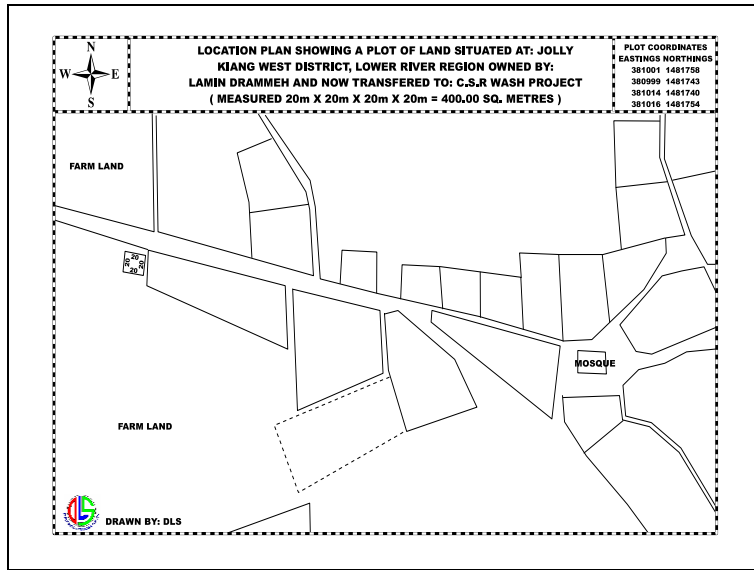 N
W E
S
LOCATION PLAN SHOWING A PLOT OF LAND SITUATED AT: JOLLY
KIANG WEST DISTRICT, LOWER RIVER REGION OWNED BY:
LAMIN DRAMMEH AND NOW TRANSFERED TO: C.S.R WASH PROJECT
( MEASURED 20m X 20m X 20m X 20m = 400.00 SQ. METRES )
PLOT COORDINATES
EASTINGS NORTHINGS
381001 1481758
380999 1481743
381014 1481740
381016 1481754
FARM LAND
20
20 20
20
MOSQUE
FARM LAND
DLS
DRAWN BY: DLS